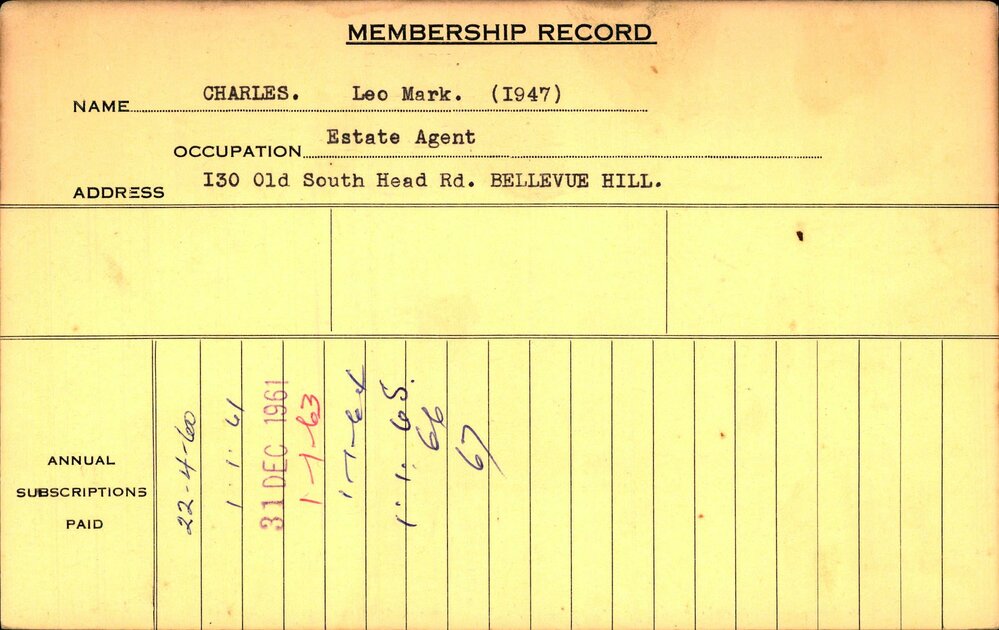 MEMBERSHIP RECORD
NAME CHARLES. Leo Mark. (I947)
OCCUPATION Estate Agent
ADDRESS I30 Old South Head Rd. BELLEVUE HILL.
ANNUAL
SUBSCRIPTIONS
PAID
22-4-60
1:1:61
31 DEC 1961
1-1-63
1-1-64
1:1:65.
66
67